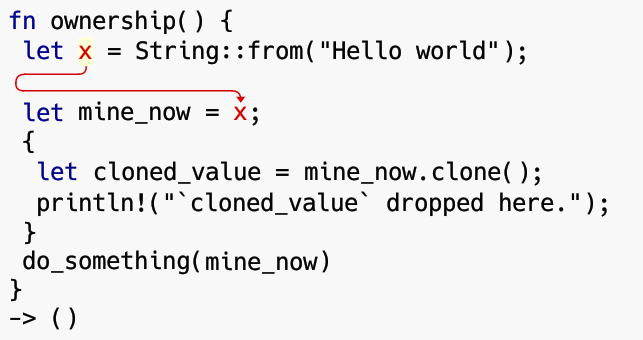 fn ownership() {
let x = String::from("Hello world");
let mine_now = x;
{
let cloned_value = mine_now.clone();
println!("`cloned_value` dropped here.");
}
do_something(mine_now)
}
-> ()